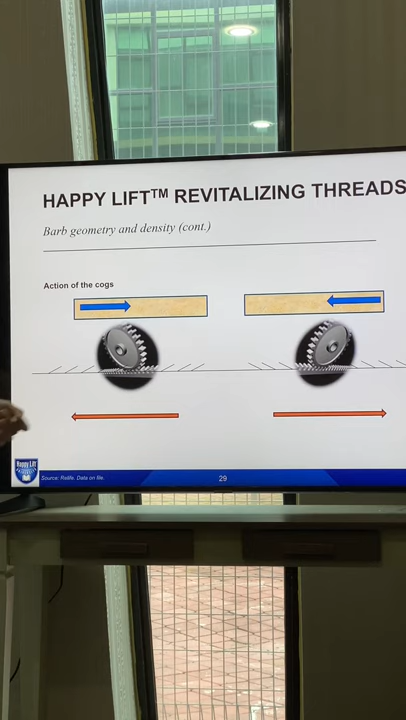 HAPPY LIFT™ REVITALIZING THREADS
Barb geometry and density (cont.)
Action of the cogs
Happy Lift
Source: Relife. Data on file.
29